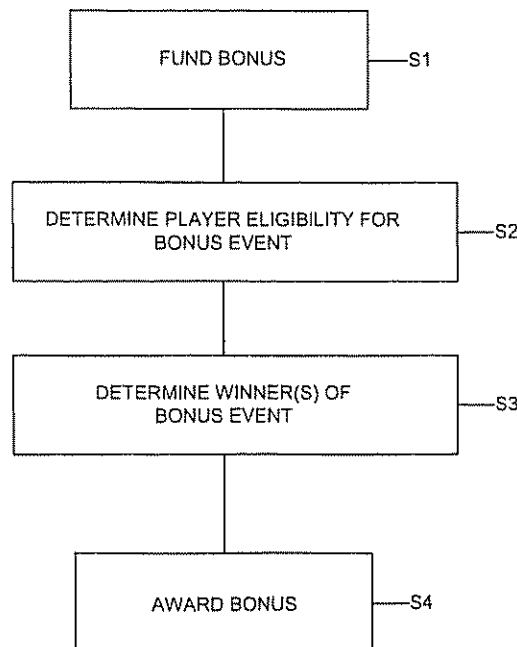 FUND BONUS
S1
DETERMINE PLAYER ELIGIBILITY FOR
BONUS EVENT
S2
DETERMINE WINNER(S) OF
BONUS EVENT
S3
AWARD BONUS
S4